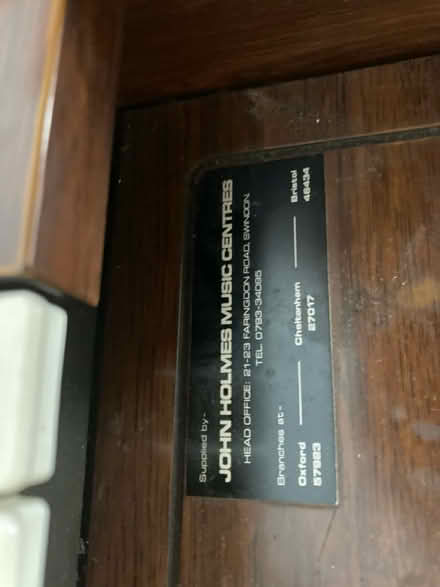 Supplied by-
JOHN HOLMES MUSIC CENTRES
HEAD OFFICE: 21-23 FARINGDON ROAD, SWINDON.
TEL. 0793-34095
Branches at-
Oxford Cheltenham Bristol
57923 27017 46434